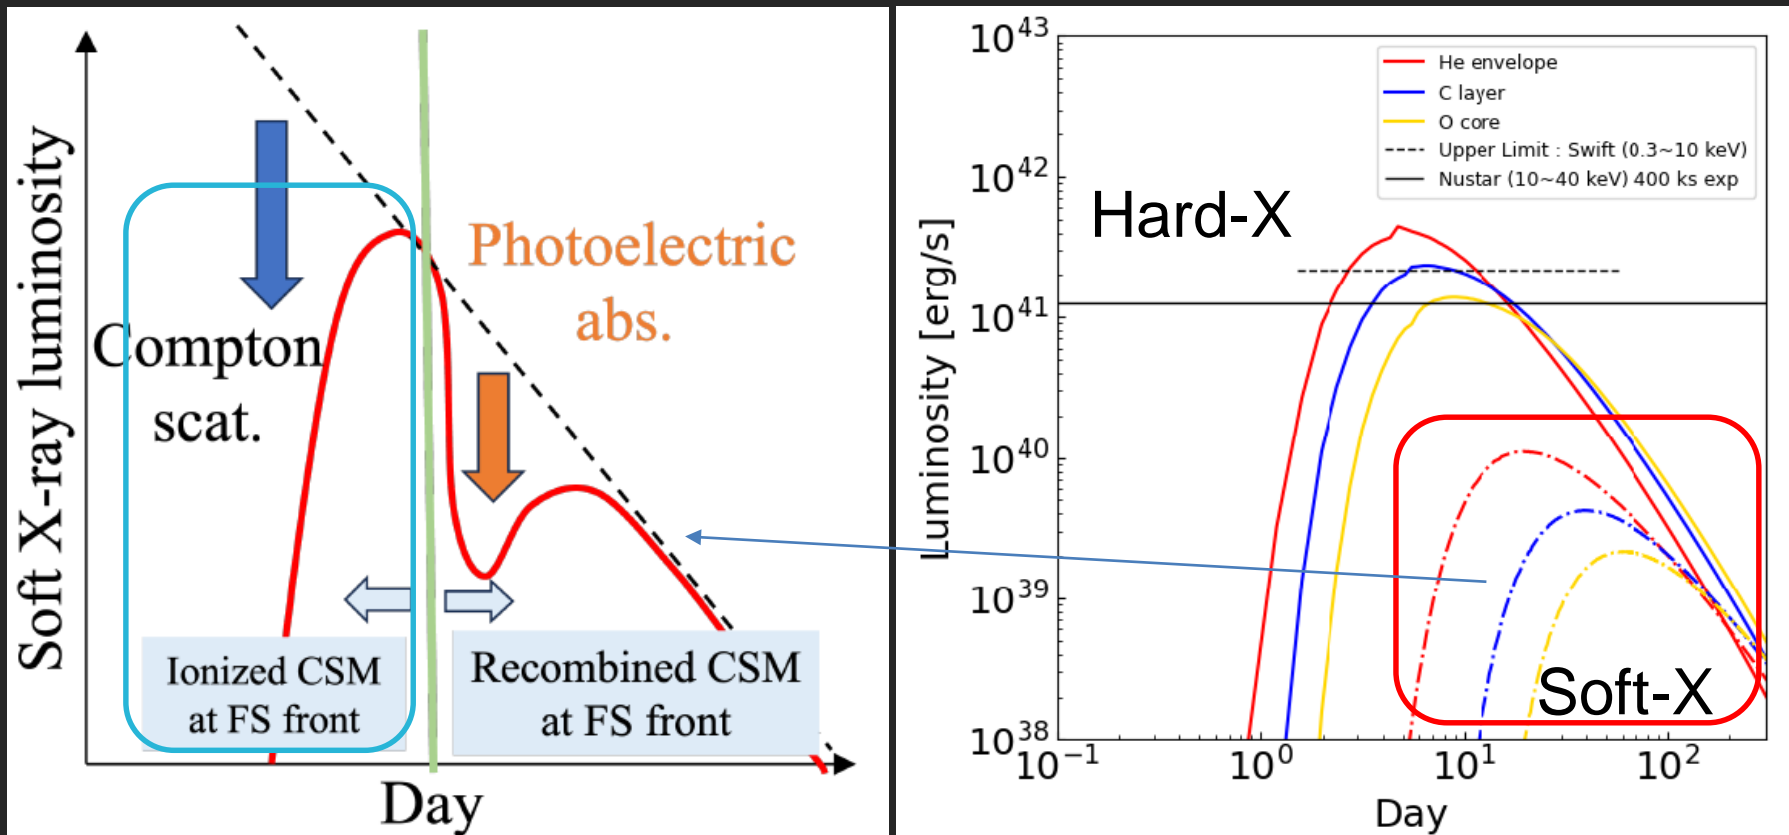 Soft X-ray luminosity
Compton
scat.
Photoelectric
abs.
Ionized CSM
at FS front
Recombined CSM
at FS front
Day
Luminosity [erg/s]
10^43
10^42
10^41
10^40
10^39
10^38
He envelope
C layer
O core
Upper Limit : Swift (0.3~10 keV)
Nustar (10~40 keV) 400 ks exp
Hard-X
Soft-X
10^-1
10^0
10^1
10^2
Day